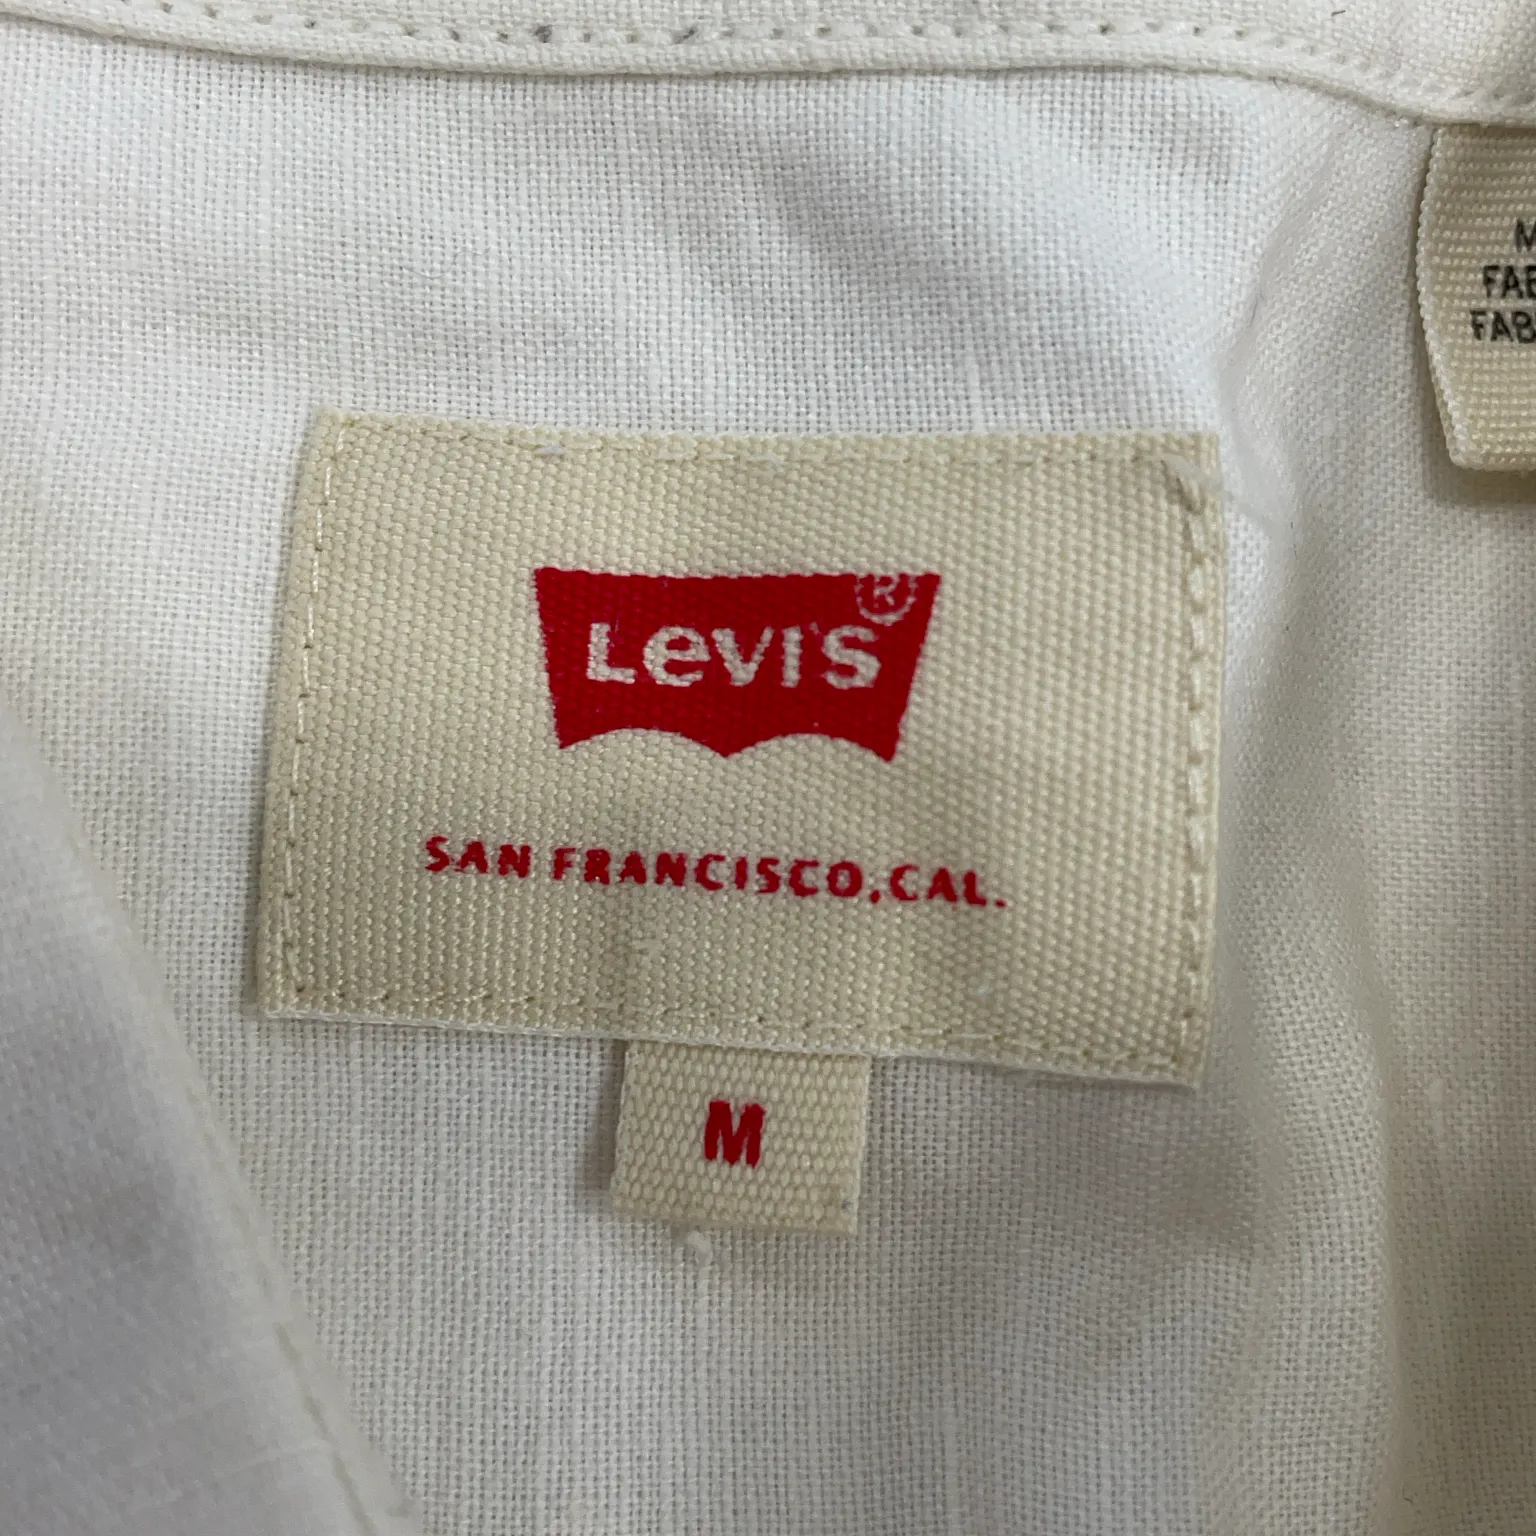 Levi's®
SAN FRANCISCO, CAL.
M